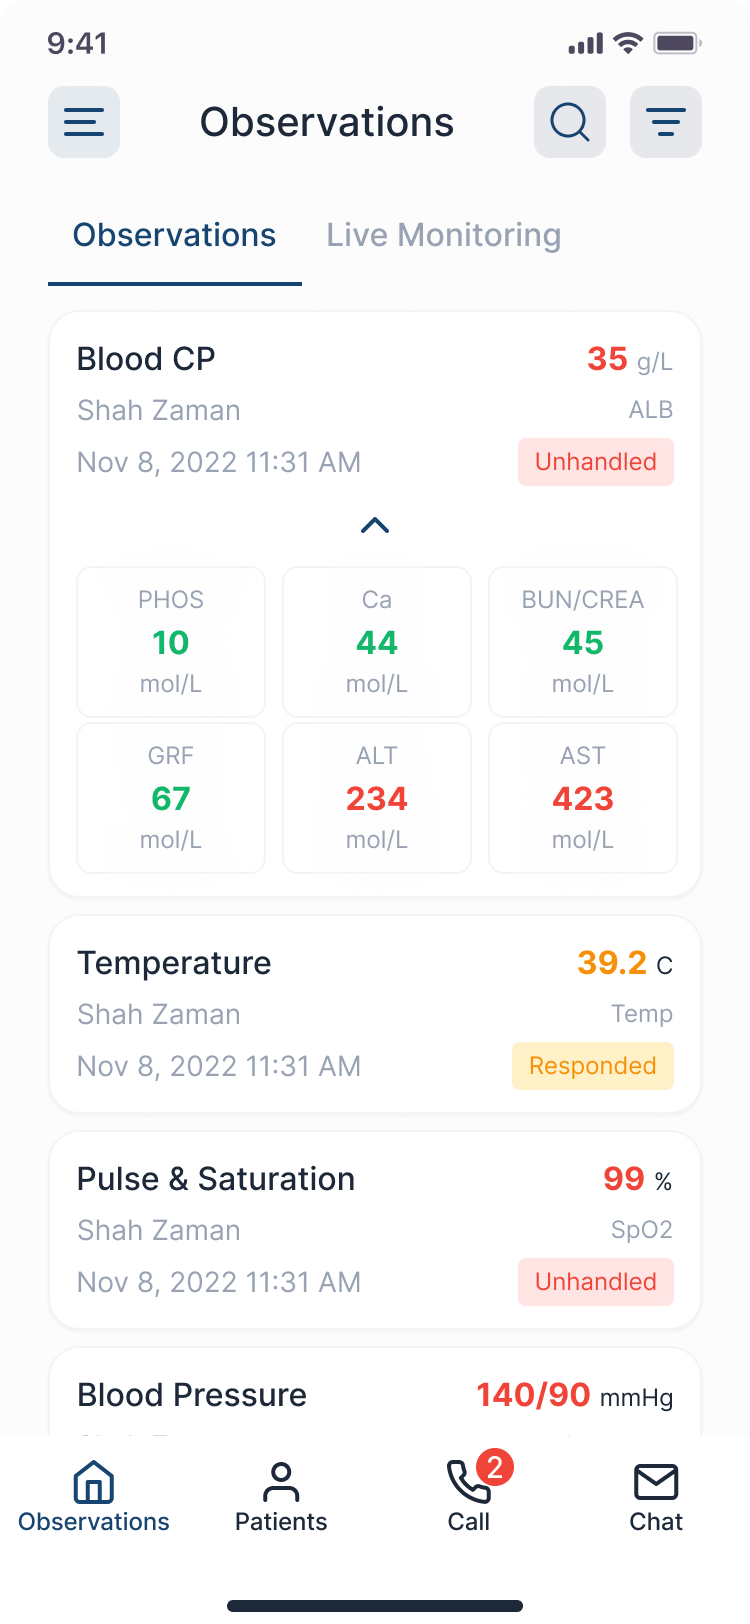 9:41
Observations
Observations Live Monitoring
Blood CP 35 g/L
Shah Zaman ALB
Nov 8, 2022 11:31 AM Unhandled
PHOS Ca BUN/CREA
10 44 45
mol/L mol/L mol/L
GRF ALT AST
67 234 423
mol/L mol/L mol/L
Temperature 39.2 C
Shah Zaman Temp
Nov 8, 2022 11:31 AM Responded
Pulse & Saturation 99 %
Shah Zaman SpO2
Nov 8, 2022 11:31 AM Unhandled
Blood Pressure 140/90 mmHg
2
Observations Patients Call Chat